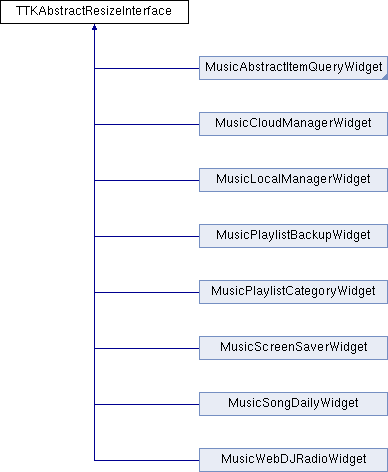 TTKAbstractResizeInterface
MusicAbstractItemQueryWidget
MusicCloudManagerWidget
MusicLocalManagerWidget
MusicPlaylistBackupWidget
MusicPlaylistCategoryWidget
MusicScreenSaverWidget
MusicSongDailyWidget
MusicWebDJRadioWidget